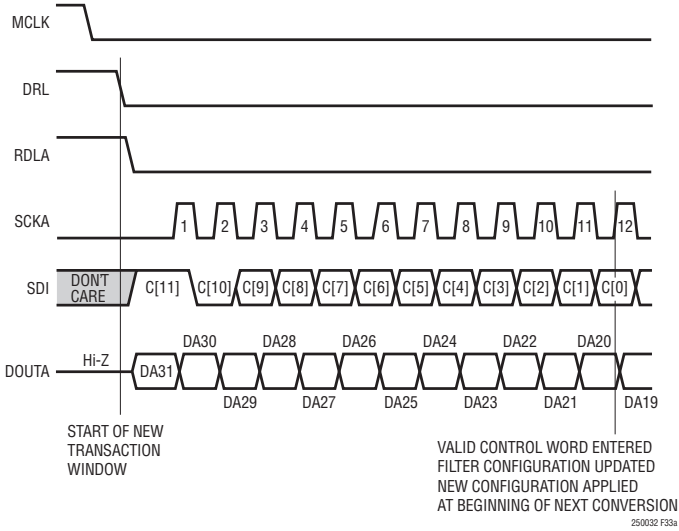 MCLK
DRL
RDLA
SCKA
1 2 3 4 5 6 7 8 9 10 11 12
SDI
DON'T
CARE
C[11] C[10] C[9] C[8] C[7] C[6] C[5] C[4] C[3] C[2] C[1] C[0]
DA30 DA28 DA26 DA24 DA22 DA20
DOUTA
Hi-Z
DA31
DA29 DA27 DA25 DA23 DA21 DA19
START OF NEW
TRANSACTION
WINDOW
VALID CONTROL WORD ENTERED
FILTER CONFIGURATION UPDATED
NEW CONFIGURATION APPLIED
AT BEGINNING OF NEXT CONVERSION
250032 F33a